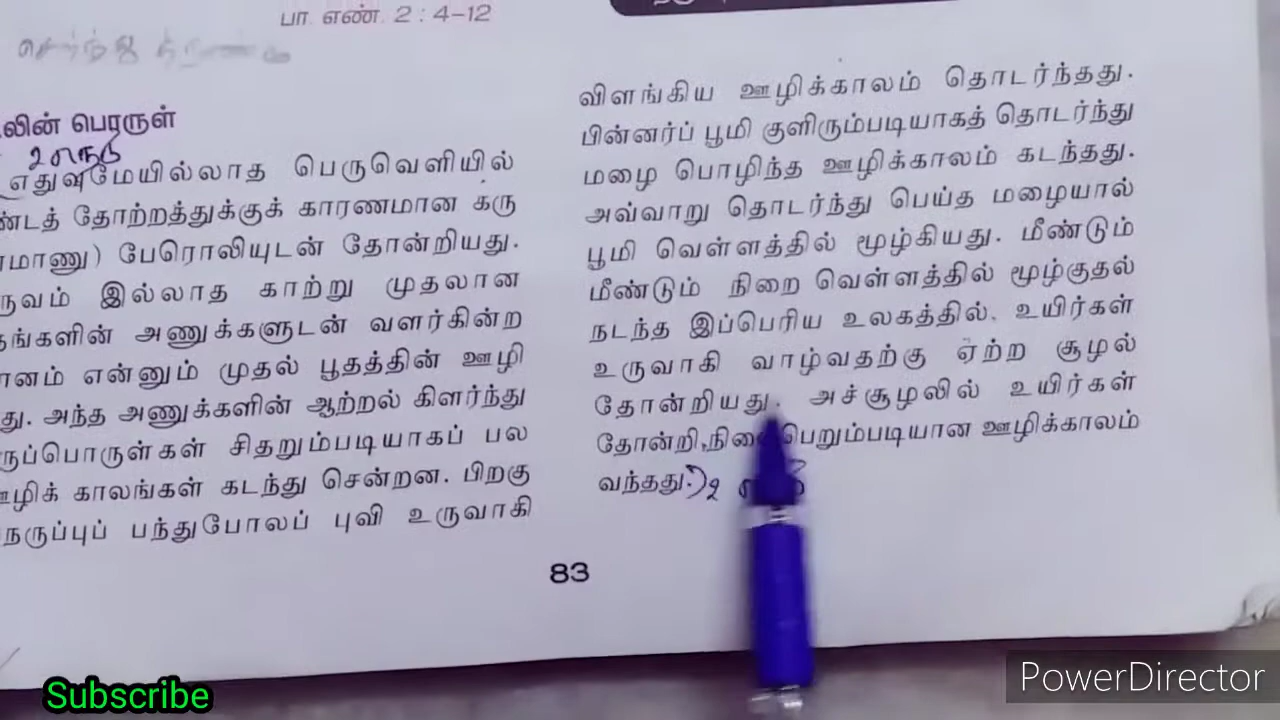 பா. எண். 2 : 4-12
லின் பெரருள்
எதுவுமேயில்லாத பெருவெளியில்
ண்டத் தோற்றத்துக்குக் காரணமான கரு
மாணு) பேரொலியுடன் தோன்றியது.
ருவம் இல்லாத காற்று முதலான
தங்களின் அணுக்களுடன் வளர்கின்ற
ானம் என்னும் முதல் பூதத்தின் ஊழி
து. அந்த அணுக்களின் ஆற்றல் கிளர்ந்து
ருப்பொருள்கள் சிதறும்படியாகப் பல
ஊழிக் காலங்கள் கடந்து சென்றன. பிறகு
நெருப்புப் பந்துபோலப் புவி உருவாகி
விளங்கிய ஊழிக்காலம் தொடர்ந்தது.
பின்னர்ப் பூமி குளிரும்படியாகத் தொடர்ந்து
மழை பொழிந்த ஊழிக்காலம் கடந்தது.
அவ்வாறு தொடர்ந்து பெய்த மழையால்
பூமி வெள்ளத்தில் மூழ்கியது. மீண்டும்
மீண்டும் நிறை வெள்ளத்தில் மூழ்குதல்
நடந்த இப்பெரிய உலகத்தில், உயிர்கள்
உருவாகி வாழ்வதற்கு ஏற்ற சூழல்
தோன்றியது. அச்சூழலில் உயிர்கள்
தோன்றி, ஊழிக்காலம்
வந்தது.
83
Subscribe
PowerDirector